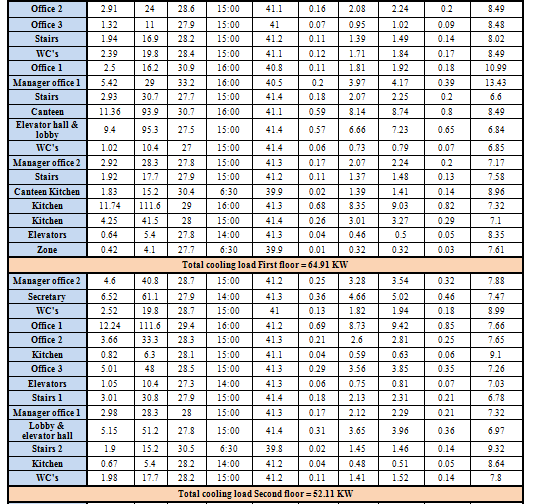 Office 2 2.91 24 28.6 15:00 41.1 0.16 2.08 2.24 0.2 8.49
Office 3 1.32 11 27.9 15:00 41 0.07 0.95 1.02 0.09 8.48
Stairs 1.94 16.9 28.2 15:00 41.2 0.11 1.39 1.49 0.14 8.02
WC's 2.39 19.8 28.4 15:00 41.1 0.12 1.71 1.84 0.17 8.49
Office 1 2.5 16.2 30.9 16:00 40.8 0.11 1.81 1.92 0.18 10.99
Manager office 1 5.42 29 33.2 16:00 40.5 0.2 3.97 4.17 0.39 13.43
Stairs 2.93 30.7 27.7 15:00 41.4 0.18 2.07 2.25 0.2 6.6
Canteen 11.36 93.9 30.7 16:00 41.1 0.59 8.14 8.74 0.8 8.49
Elevator hall & lobby 9.4 95.3 27.5 15:00 41.4 0.57 6.66 7.23 0.65 6.84
WC's 1.02 10.4 27 15:00 41.4 0.06 0.73 0.79 0.07 6.85
Manager office 2 2.92 28.3 27.8 15:00 41.3 0.17 2.07 2.24 0.2 7.17
Stairs 1.92 17.7 27.9 15:00 41.2 0.11 1.37 1.48 0.13 7.58
Canteen Kitchen 1.83 15.2 30.4 6:30 39.9 0.02 1.39 1.41 0.14 8.96
Kitchen 11.74 111.6 29 16:00 41.3 0.68 8.35 9.03 0.82 7.32
Kitchen 4.25 41.5 28 15:00 41.4 0.26 3.01 3.27 0.29 7.1
Elevators 0.64 5.4 27.8 14:00 41.3 0.04 0.46 0.5 0.05 8.35
Zone 0.42 4.1 27.7 6:30 39.9 0.01 0.32 0.32 0.03 7.61
Total cooling load First floor = 64.91 KW
Manager office 2 4.6 40.8 28.7 15:00 41.2 0.25 3.28 3.54 0.32 7.88
Secretary 6.52 61.1 27.9 14:00 41.3 0.36 4.66 5.02 0.46 7.47
WC's 2.52 19.8 28.7 15:00 41 0.13 1.82 1.94 0.18 8.99
Office 1 12.24 111.6 29.4 16:00 41.2 0.69 8.73 9.42 0.85 7.66
Office 2 3.66 33.3 28.3 15:00 41.3 0.21 2.6 2.81 0.25 7.65
Kitchen 0.82 6.3 28.1 15:00 41.1 0.04 0.59 0.63 0.06 9.1
Office 3 5.01 48 28.5 15:00 41.3 0.29 3.56 3.85 0.35 7.26
Elevators 1.05 10.4 27.3 14:00 41.3 0.06 0.75 0.81 0.07 7.03
Stairs 1 3.01 30.8 27.9 15:00 41.4 0.18 2.13 2.31 0.21 6.78
Manager office 1 2.98 28.3 28 15:00 41.3 0.17 2.12 2.29 0.21 7.32
Lobby & elevator hall 5.15 51.2 27.8 15:00 41.4 0.31 3.65 3.96 0.36 6.97
Stairs 2 1.9 15.2 30.5 6:30 39.8 0.02 1.45 1.46 0.14 9.32
Kitchen 0.67 5.4 28.2 14:00 41.2 0.04 0.48 0.51 0.05 8.64
WC's 1.98 17.7 28.2 15:00 41.2 0.11 1.41 1.52 0.14 7.8
Total cooling load Second floor = 52.11 KW